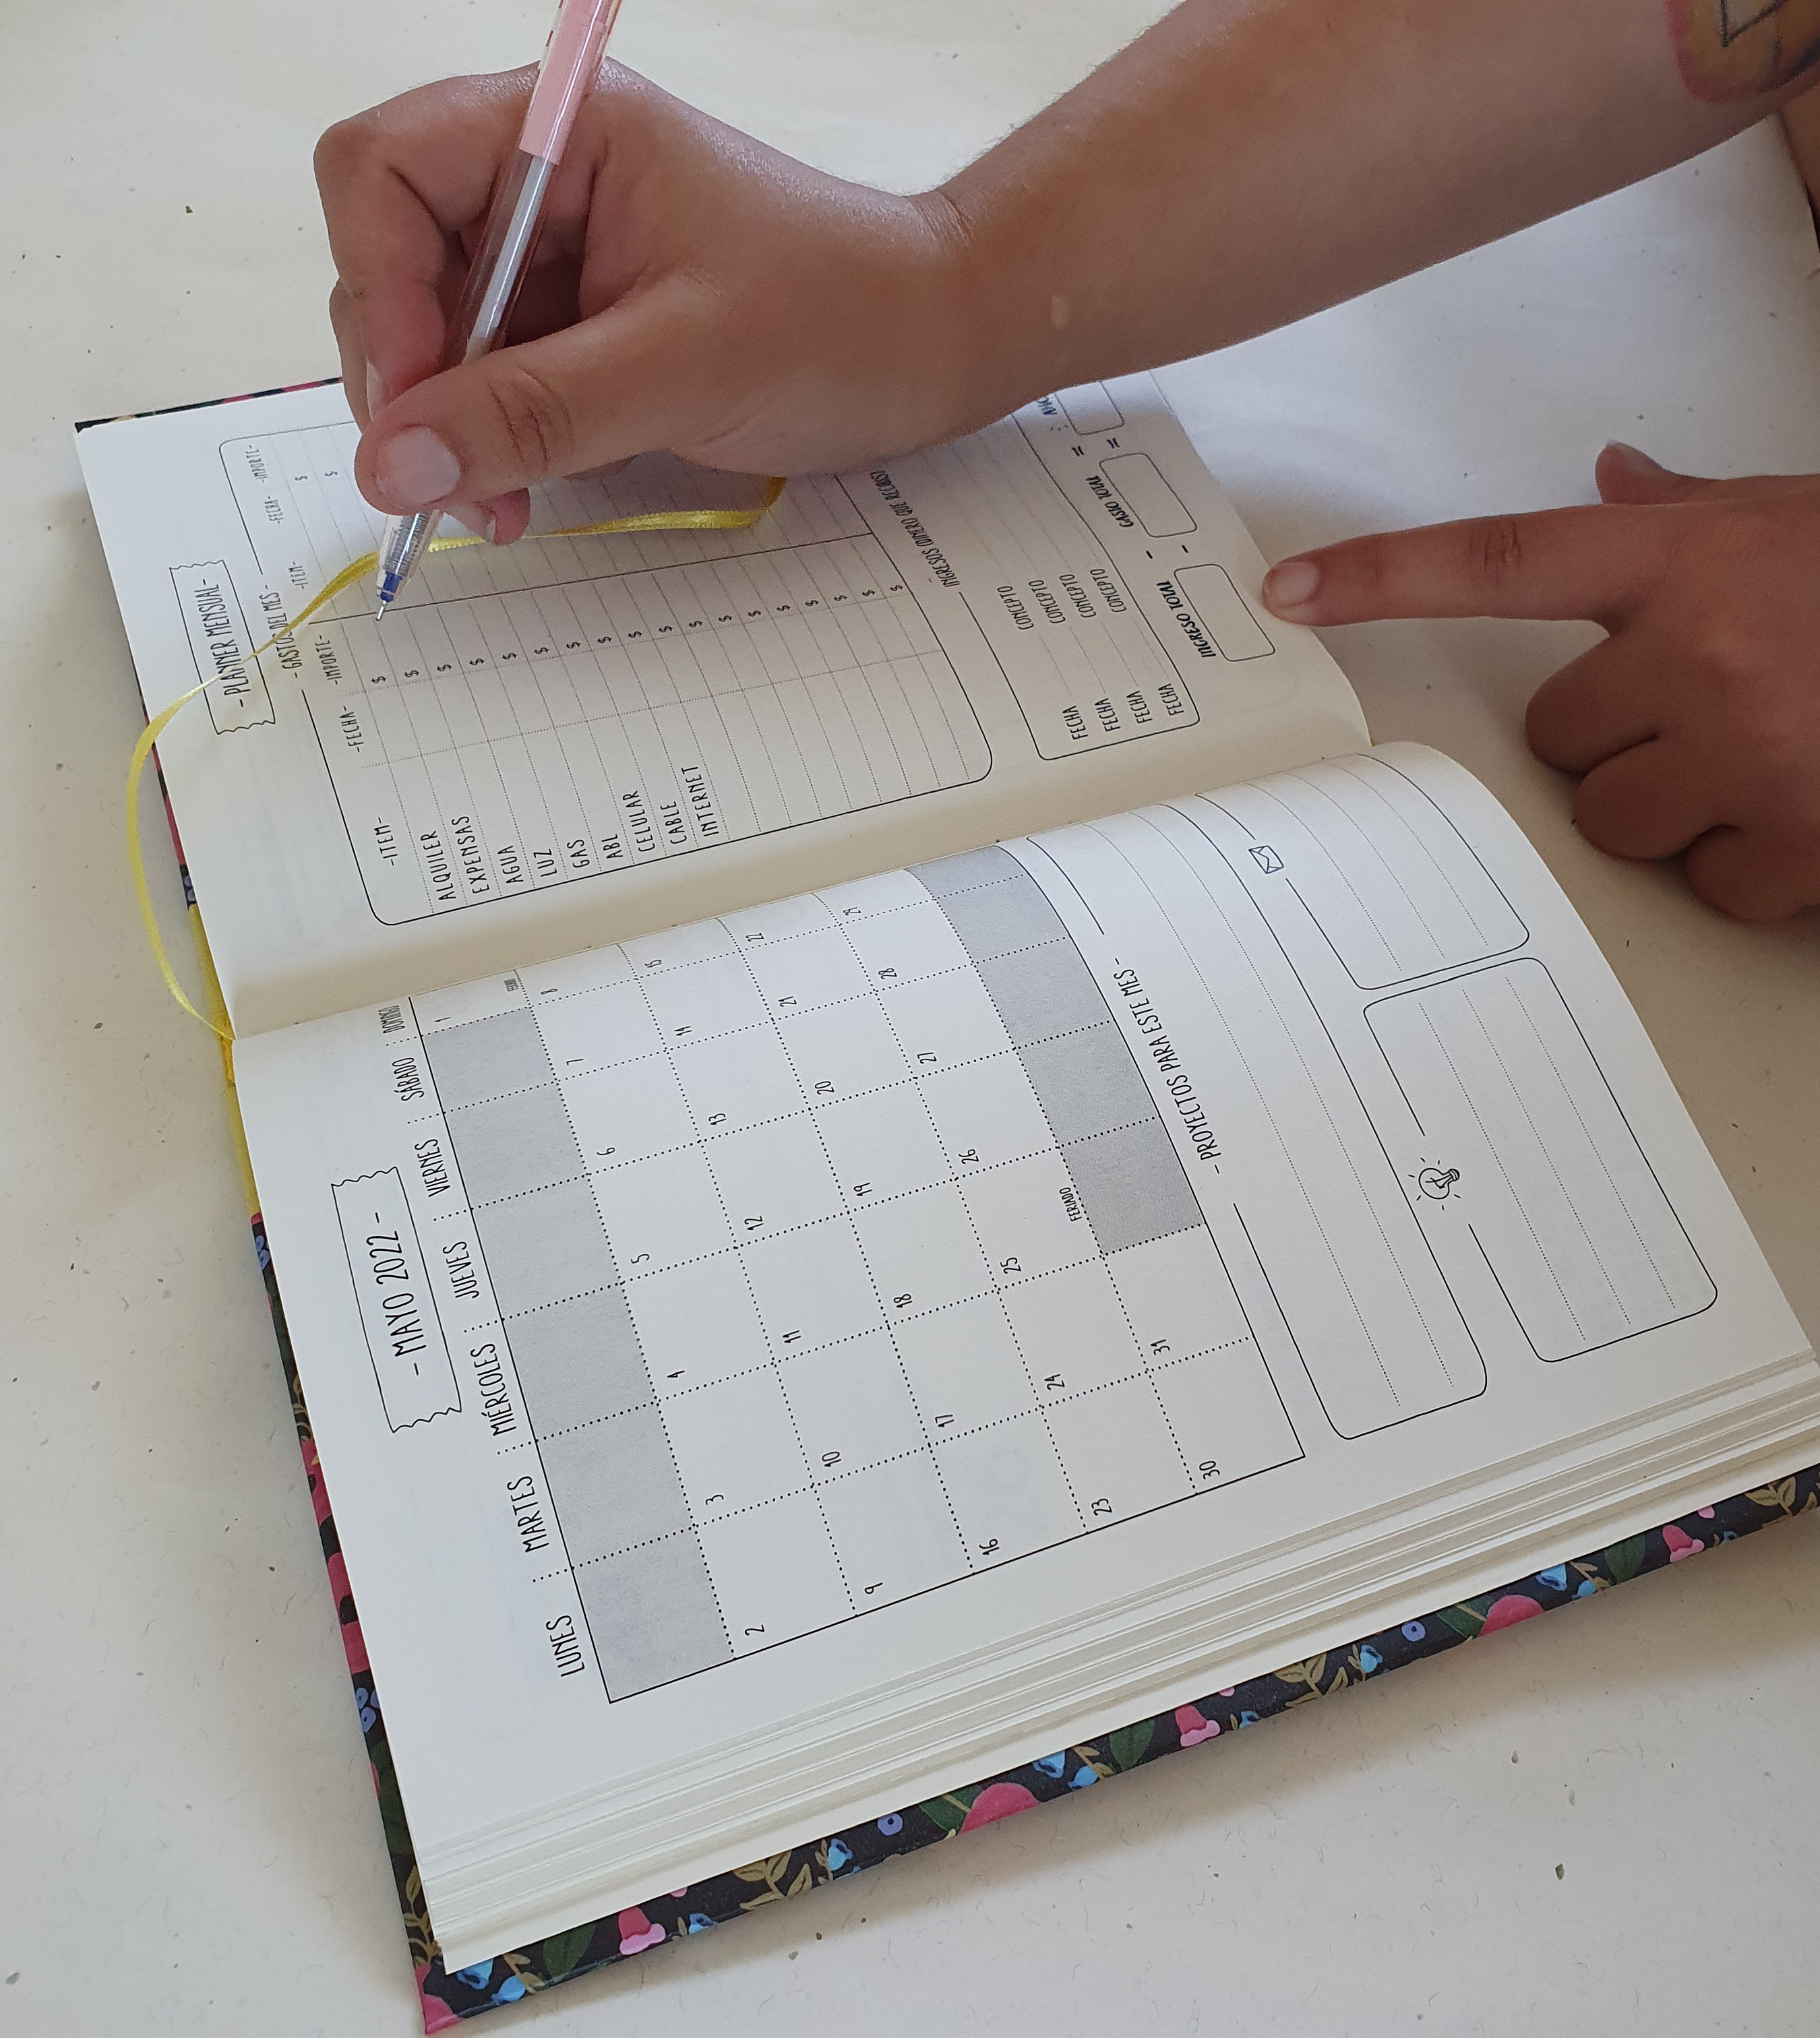 - MAYO 2022 -
LUNES MARTES MIÉRCOLES JUEVES VIERNES SÁBADO DOMINGO
1
2 3 4 5 6 7 8
9 10 11 12 13 14 15
16 17 18 19 20 21 22
23 24 25 26 27 28 29
FERIADO
30 31
- PROYECTOS PARA ESTE MES -
- PLANNER MENSUAL -
- GASTOS DEL MES -
-ITEM- -FECHA- -IMPORTE- -ITEM- -FECHA- -IMPORTE-
$ $
ALQUILER $ $
EXPENSAS $
AGUA $
LUZ $
GAS $
ABL $
CELULAR $
CABLE $
INTERNET $
$
$
$
$
$
$
$
INGRESOS (DINERO QUE RECIBIS)
FECHA CONCEPTO
FECHA CONCEPTO
FECHA CONCEPTO
FECHA CONCEPTO
INGRESO TOTAL - GASTO TOTAL =
- =